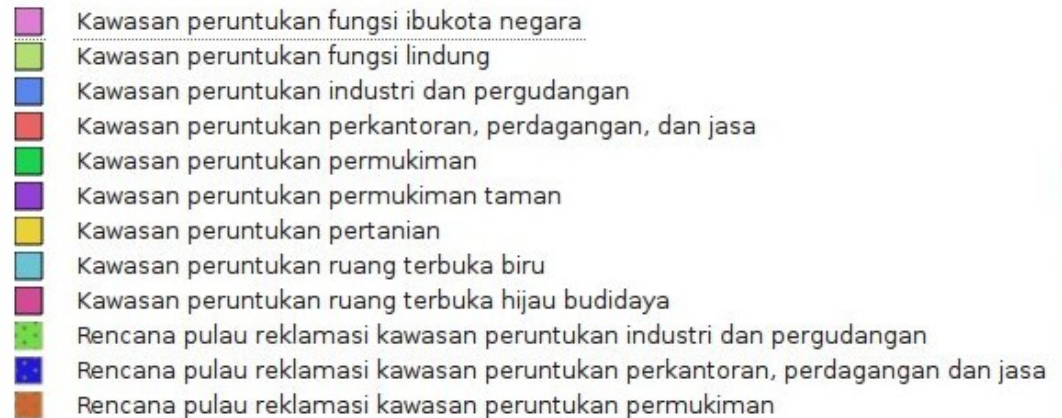 Kawasan peruntukan fungsi ibukota negara
Kawasan peruntukan fungsi lindung
Kawasan peruntukan industri dan pergudangan
Kawasan peruntukan perkantoran, perdagangan, dan jasa
Kawasan peruntukan permukiman
Kawasan peruntukan permukiman taman
Kawasan peruntukan pertanian
Kawasan peruntukan ruang terbuka biru
Kawasan peruntukan ruang terbuka hijau budidaya
Rencana pulau reklamasi kawasan peruntukan industri dan pergudangan
Rencana pulau reklamasi kawasan peruntukan perkantoran, perdagangan dan jasa
Rencana pulau reklamasi kawasan peruntukan permukiman